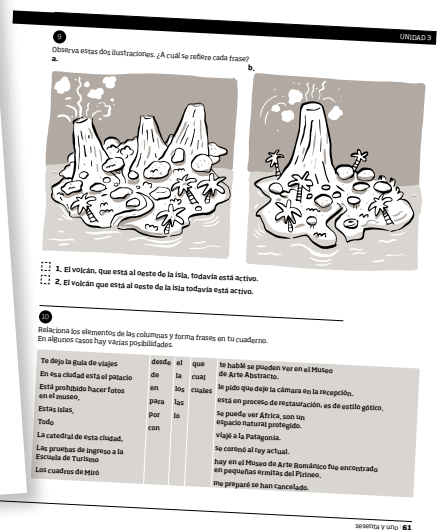 UNIDAD 3
9
Observa estas dos ilustraciones. ¿A cuál se refiere cada frase?
a.
b.
1. El volcán, que está al oeste de la isla, todavía está activo.
2. El volcán que está al oeste de la isla todavía está activo.
10
Relaciona los elementos de las columnas y forma frases en tu cuaderno.
En algunos casos hay varias posibilidades.
Te dejo la guía de viajes
En esa ciudad está el palacio
Está prohibido hacer fotos
en el museo,
Estas islas,
Todo
La catedral de esta ciudad,
Las pruebas de ingreso a la
Escuela de Turismo
Los cuadros de Miró
desde
de
en
para
por
con
el
la
los
las
lo
que
cual
cuales
te hablé se pueden ver en el Museo
de Arte Abstracto.
le pido que deje la cámara en la recepción.
está en proceso de restauración, es de estilo gótico.
se puede ver África, son un
espacio natural protegido.
viajé a la Patagonia.
se coronó al rey actual.
hay en el Museo de Arte Románico fue encontrado
en pequeñas ermitas del Pirineo.
me preparé se han cancelado.
sesenta y uno 61